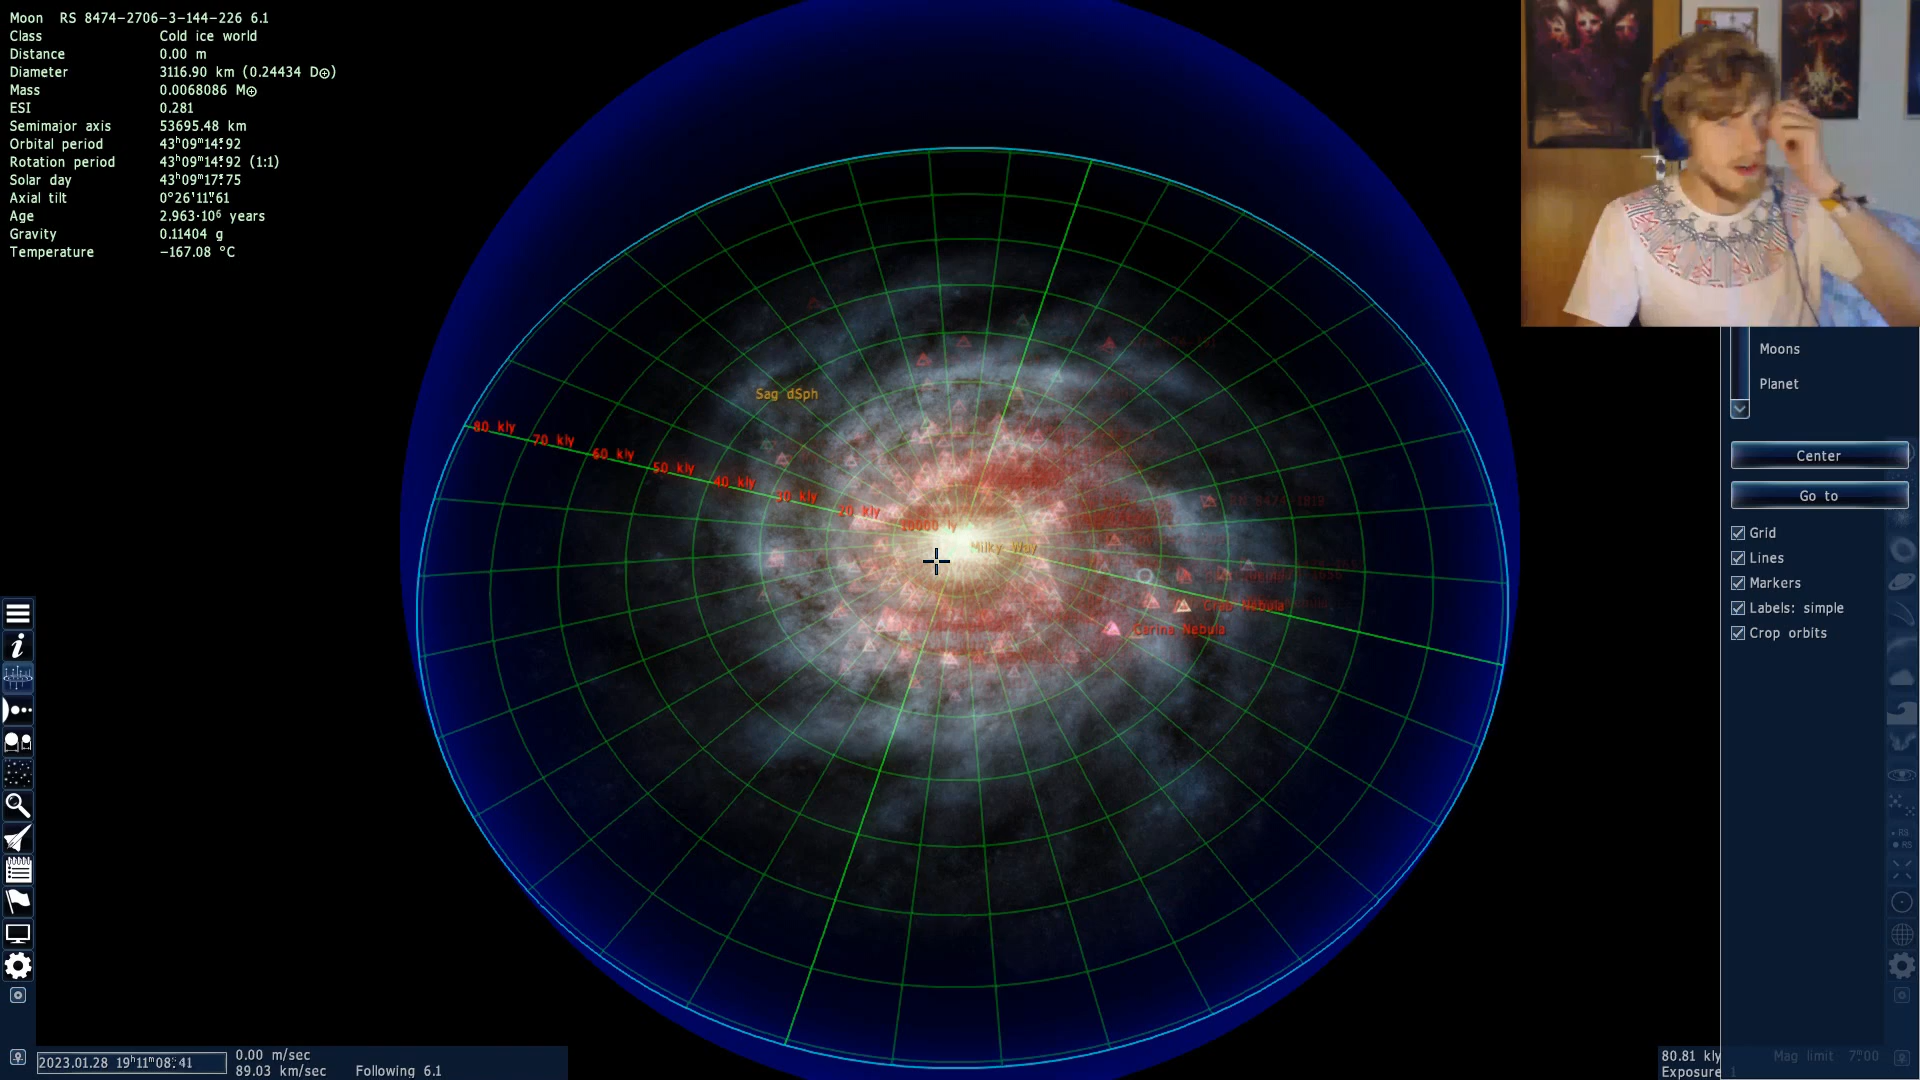 Moon RS 8474-2706-3-144-226 6.1
Class Cold ice world
Distance 0.00 m
Diameter 3116.90 km (0.24434 D⊕)
Mass 0.0068086 M⊕
ESI 0.281
Semimajor axis 53695.48 km
Orbital period 43ʰ09ᵐ14ˢ.92
Rotation period 43ʰ09ᵐ14ˢ.92 (1:1)
Solar day 43ʰ09ᵐ17ˢ.75
Axial tilt 0°26'11".61
Age 2.963·10⁶ years
Gravity 0.11404 g
Temperature -167.08 °C
Moons
Planet
Sag dSph
80 kly
70 kly
60 kly
50 kly
40 kly
30 kly
20 kly
10000 ly
Milky Way
RN 8474-1819
Crab Nebula
Carina Nebula
Center
Go to
Grid
Lines
Markers
Labels: simple
Crop orbits
2023.01.28 19ʰ11ᵐ08ˢ.41
0.00 m/sec
89.03 km/sec Following 6.1
80.81 kly Mag limit 7ᵐ.00
Exposure 1